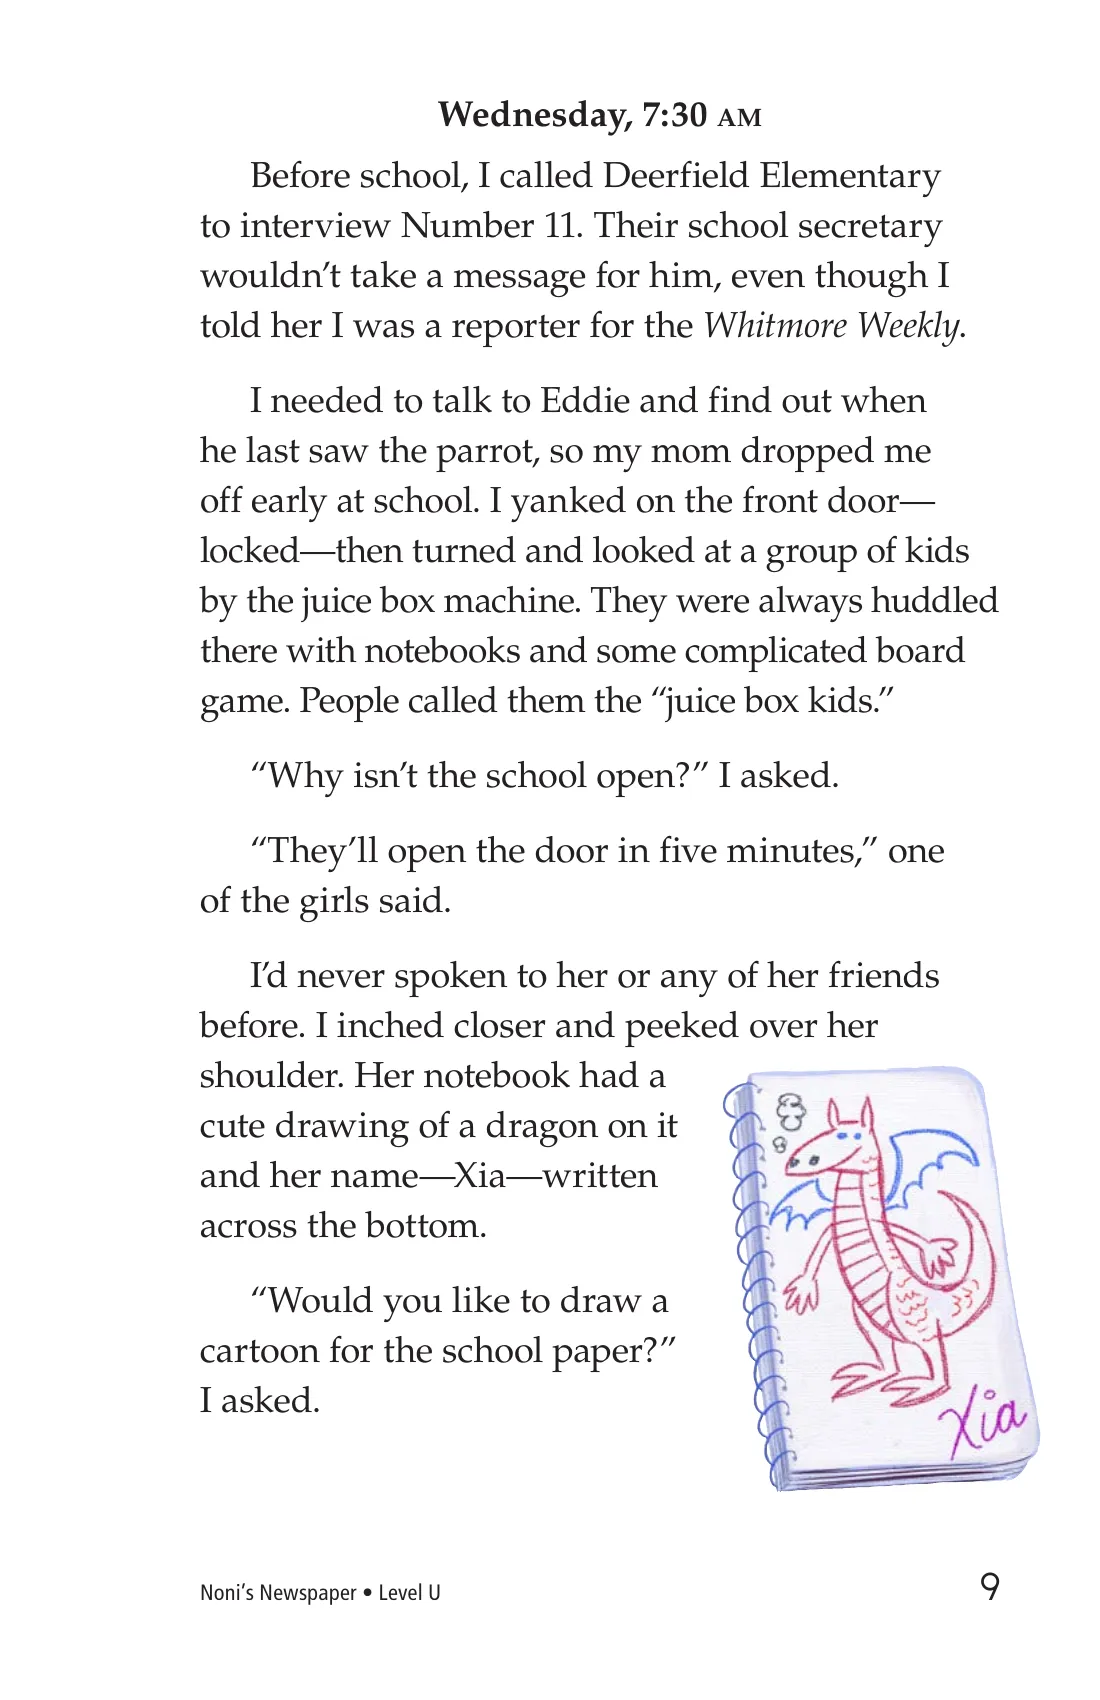 Wednesday, 7:30 AM
Before school, I called Deerfield Elementary
to interview Number 11. Their school secretary
wouldn’t take a message for him, even though I
told her I was a reporter for the Whitmore Weekly.
I needed to talk to Eddie and find out when
he last saw the parrot, so my mom dropped me
off early at school. I yanked on the front door—
locked—then turned and looked at a group of kids
by the juice box machine. They were always huddled
there with notebooks and some complicated board
game. People called them the “juice box kids.”
“Why isn’t the school open?” I asked.
“They’ll open the door in five minutes,” one
of the girls said.
I’d never spoken to her or any of her friends
before. I inched closer and peeked over her
shoulder. Her notebook had a
cute drawing of a dragon on it
and her name—Xia—written
across the bottom.
“Would you like to draw a
cartoon for the school paper?”
I asked.
Xia
Noni’s Newspaper • Level U
9